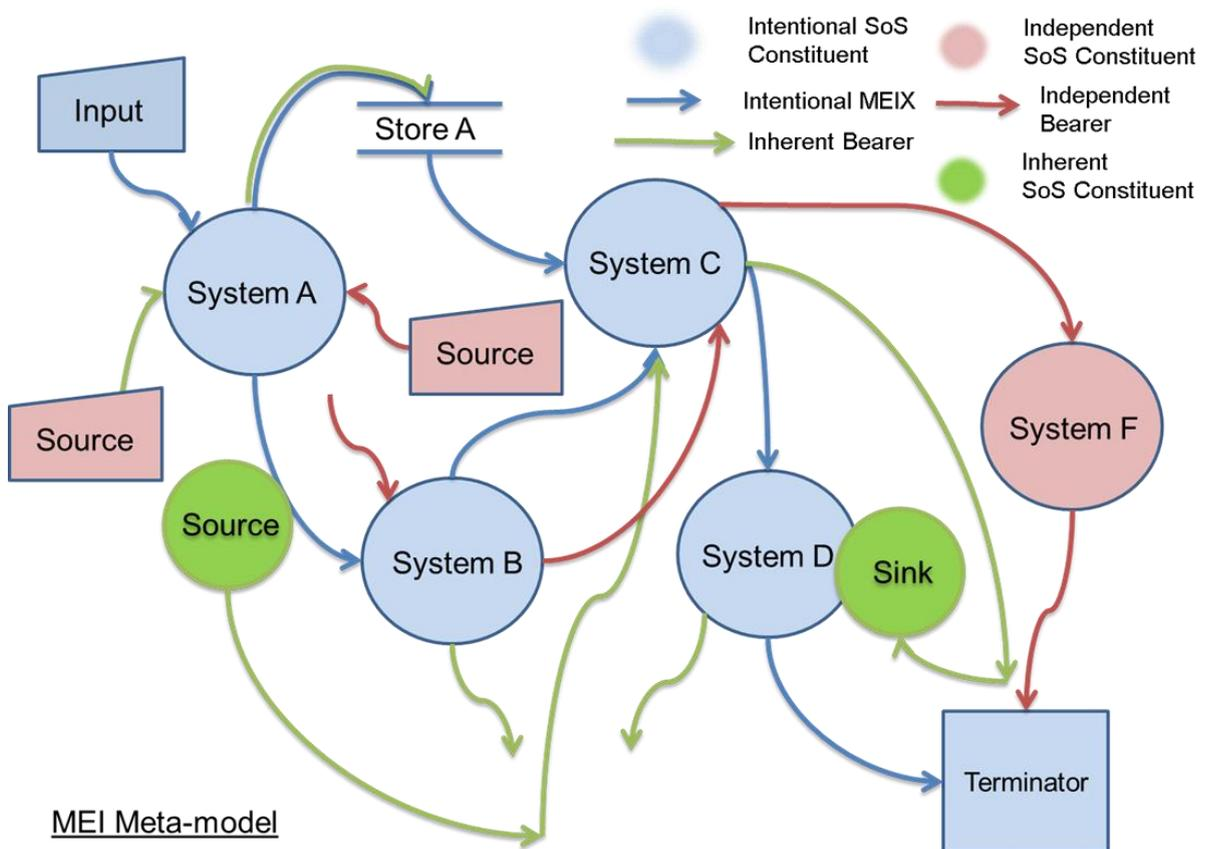 Intentional SoS
Constituent
Independent
SoS Constituent
Intentional MEIX
Independent
Bearer
Inherent Bearer
Inherent
SoS Constituent
Input
Store A
System A
System C
Source
Source
System F
Source
System B
System D
Sink
Terminator
MEI Meta-model